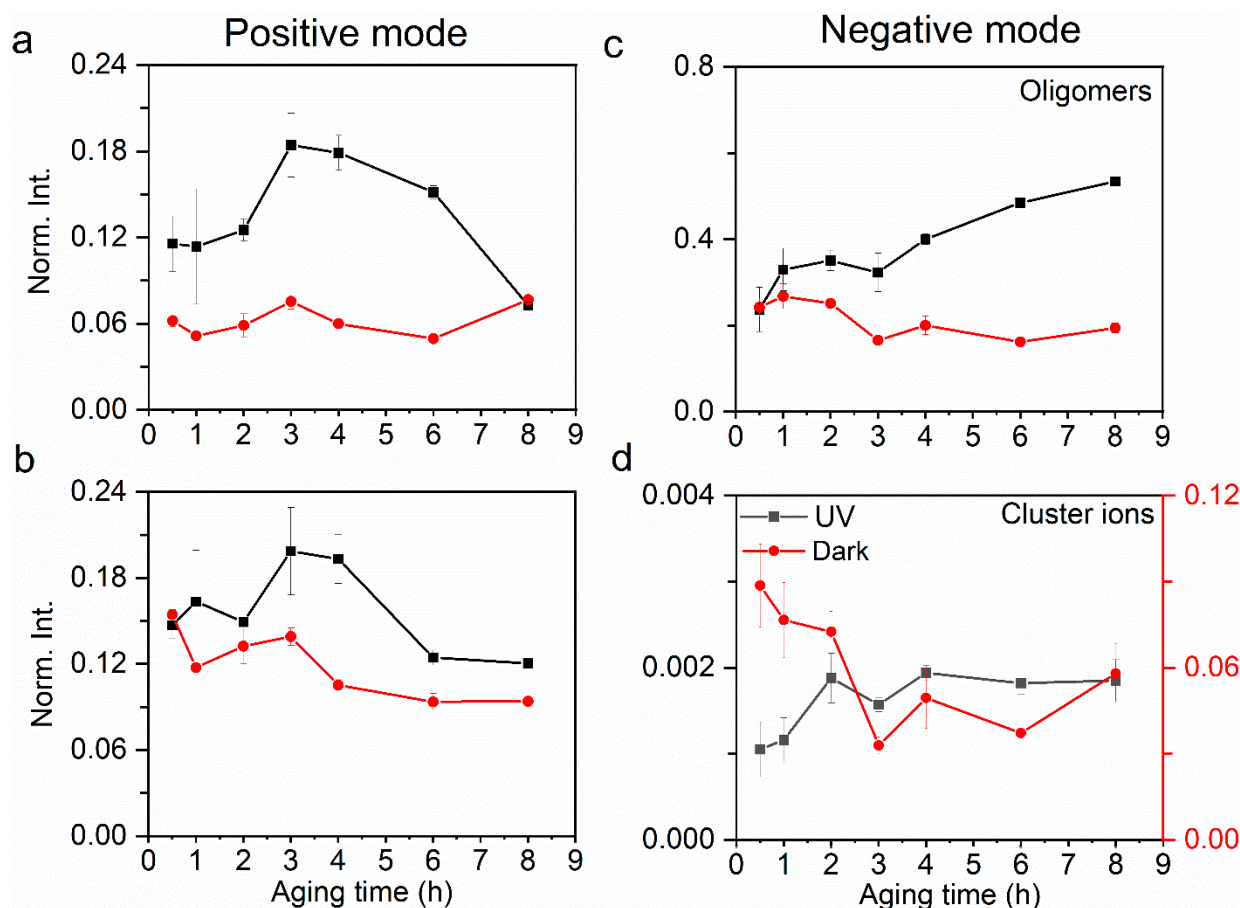 a
Positive mode
Norm. Int.
0.24
0.18
0.12
0.06
0.00
0 1 2 3 4 5 6 7 8 9
b
Norm. Int.
0.24
0.18
0.12
0.06
0.00
0 1 2 3 4 5 6 7 8 9
Aging time (h)
c
Negative mode
Oligomers
0.8
0.4
0.0
0 1 2 3 4 5 6 7 8 9
d
UV
Dark
Cluster ions
0.004
0.002
0.000
0.12
0.06
0.00
0 1 2 3 4 5 6 7 8 9
Aging time (h)